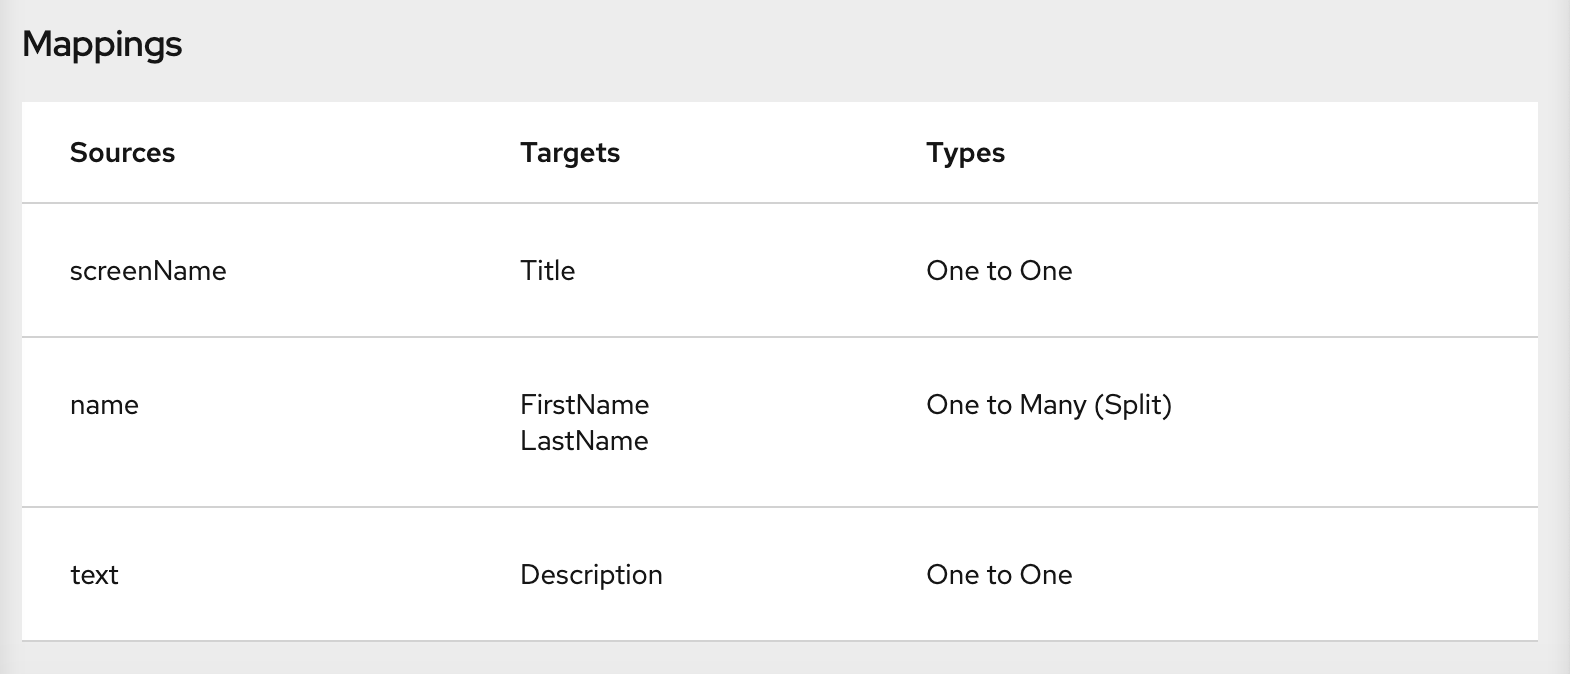 Mappings
Sources Targets Types
screenName Title One to One
name FirstName One to Many (Split)
LastName
text Description One to One